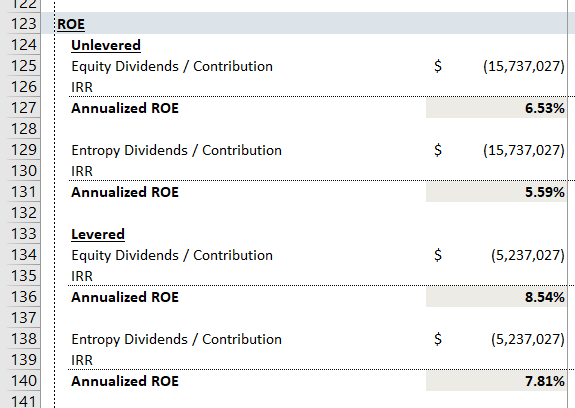 122
123 ROE
124 Unlevered
125 Equity Dividends / Contribution $ (15,737,027)
126 IRR
127 Annualized ROE 6.53%
128
129 Entropy Dividends / Contribution $ (15,737,027)
130 IRR
131 Annualized ROE 5.59%
132
133 Levered
134 Equity Dividends / Contribution $ (5,237,027)
135 IRR
136 Annualized ROE 8.54%
137
138 Entropy Dividends / Contribution $ (5,237,027)
139 IRR
140 Annualized ROE 7.81%
141